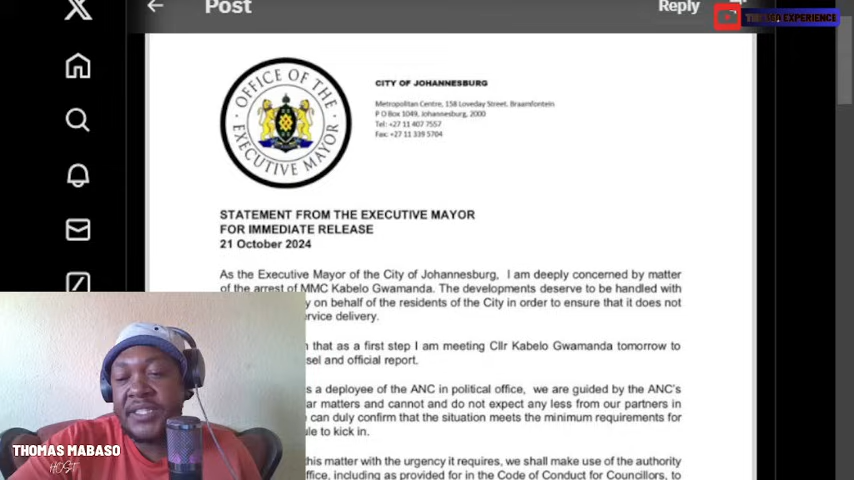 Post
Reply
EXPERIENCE
OFFICE OF THE
EXECUTIVE MAYOR
CITY OF JOHANNESBURG
Metropolitan Centre, 158 Loveday Street, Braamfontein
P O Box 1049, Johannesburg, 2000
Tel: +27 11 407 7557
Fax: +27 11 339 5704
STATEMENT FROM THE EXECUTIVE MAYOR
FOR IMMEDIATE RELEASE
21 October 2024
As the Executive Mayor of the City of Johannesburg, I am deeply concerned by matter
of the arrest of MMC Kabelo Gwamanda. The developments deserve to be handled with
on behalf of the residents of the City in order to ensure that it does not
service delivery.
that as a first step I am meeting Cllr Kabelo Gwamanda tomorrow to
and official report.
s a deployee of the ANC in political office, we are guided by the ANC's
matters and cannot and do not expect any less from our partners in
can duly confirm that the situation meets the minimum requirements for
to kick in.
this matter with the urgency it requires, we shall make use of the authority
including as provided for in the Code of Conduct for Councillors, to
THOMAS MABASO
HOST